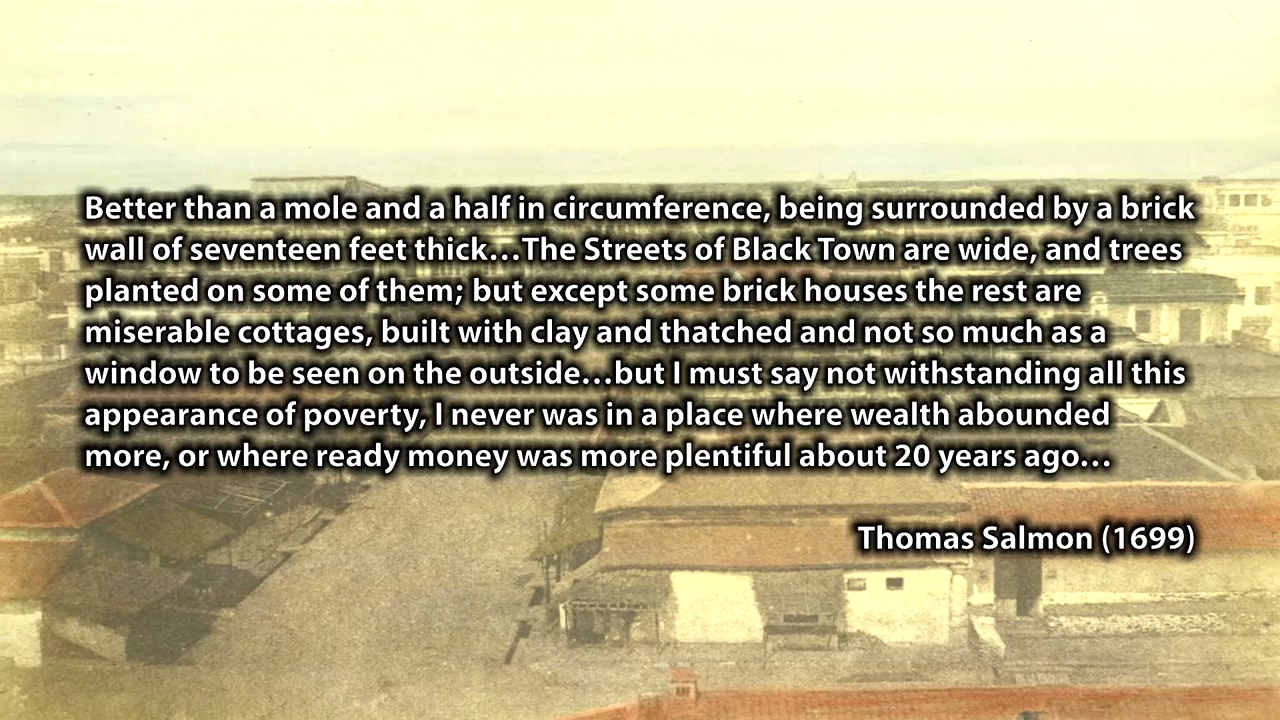 Better than a mole and a half in circumference, being surrounded by a brick
wall of seventeen feet thick...The Streets of Black Town are wide, and trees
planted on some of them; but except some brick houses the rest are
miserable cottages, built with clay and thatched and not so much as a
window to be seen on the outside...but I must say not withstanding all this
appearance of poverty, I never was in a place where wealth abounded
more, or where ready money was more plentiful about 20 years ago...
Thomas Salmon (1699)